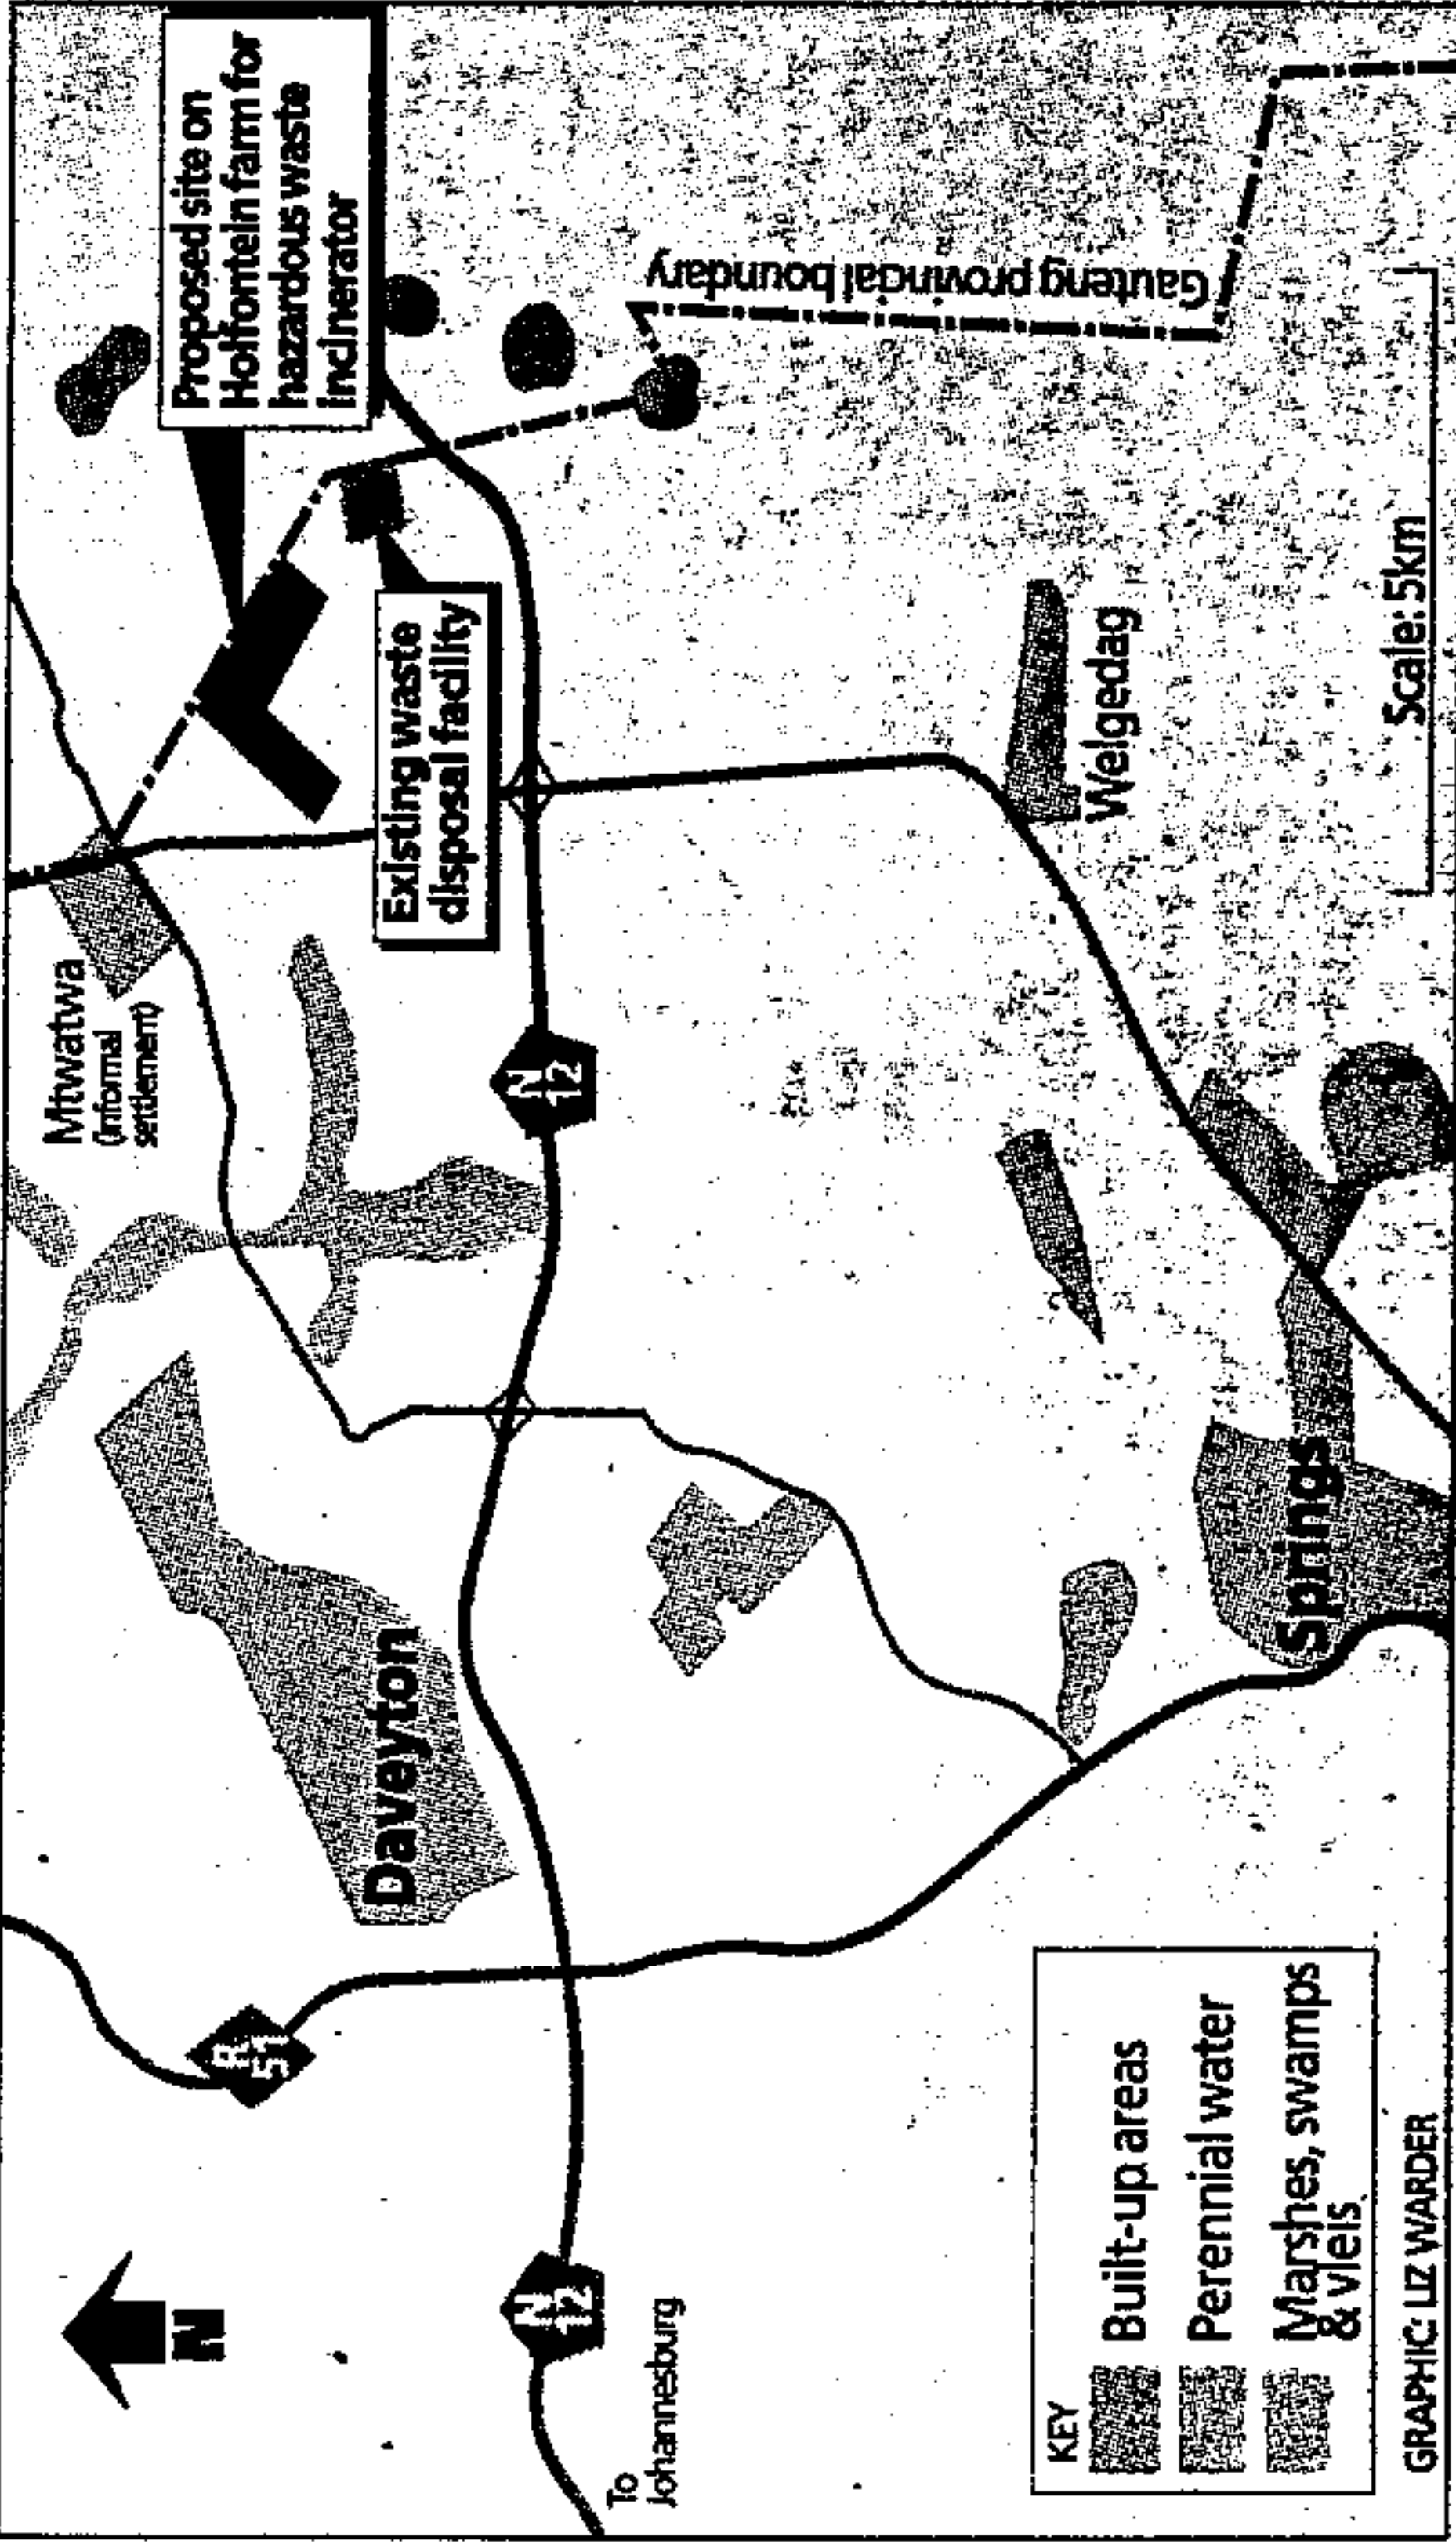 Proposed site on
Holfontein farm for
hazardous waste
incinerator
Mtwatwa
(informal
settlement)
Existing waste
disposal facility
Gauteng provincial boundary
N
12
Daveyton
R
51
N
N
12
To
Johannesburg
Welgedag
Springs
Scale: 5km
KEY
Built-up areas
Perennial water
Marshes, swamps
& vleis
GRAPHIC: LIZ WARDER